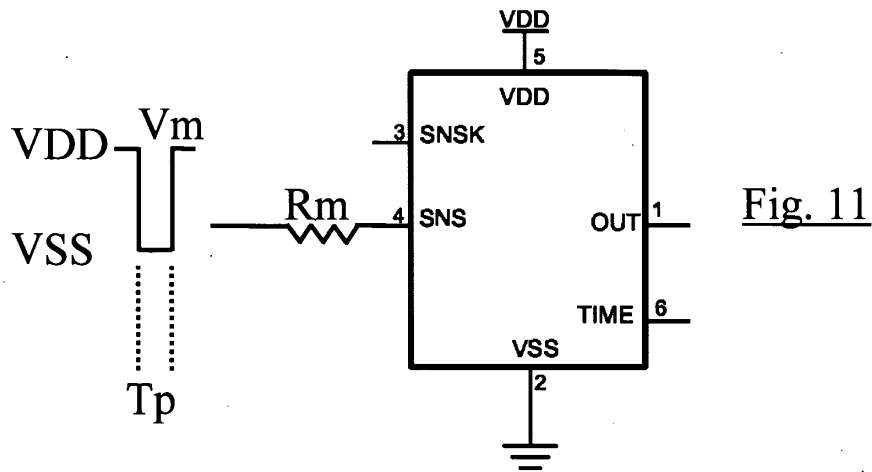 VDD
5
VDD
3 SNSK
VDD Vm
Rm
4 SNS
OUT 1
Fig. 11
VSS
TIME 6
VSS
2
Tp